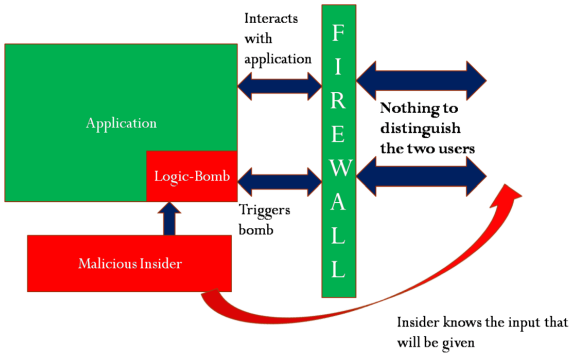 Interacts
with
application
FIREWALL
Nothing to
distinguish
the two users
Application
Logic-Bomb
Triggers
bomb
Malicious Insider
Insider knows the input that
will be given